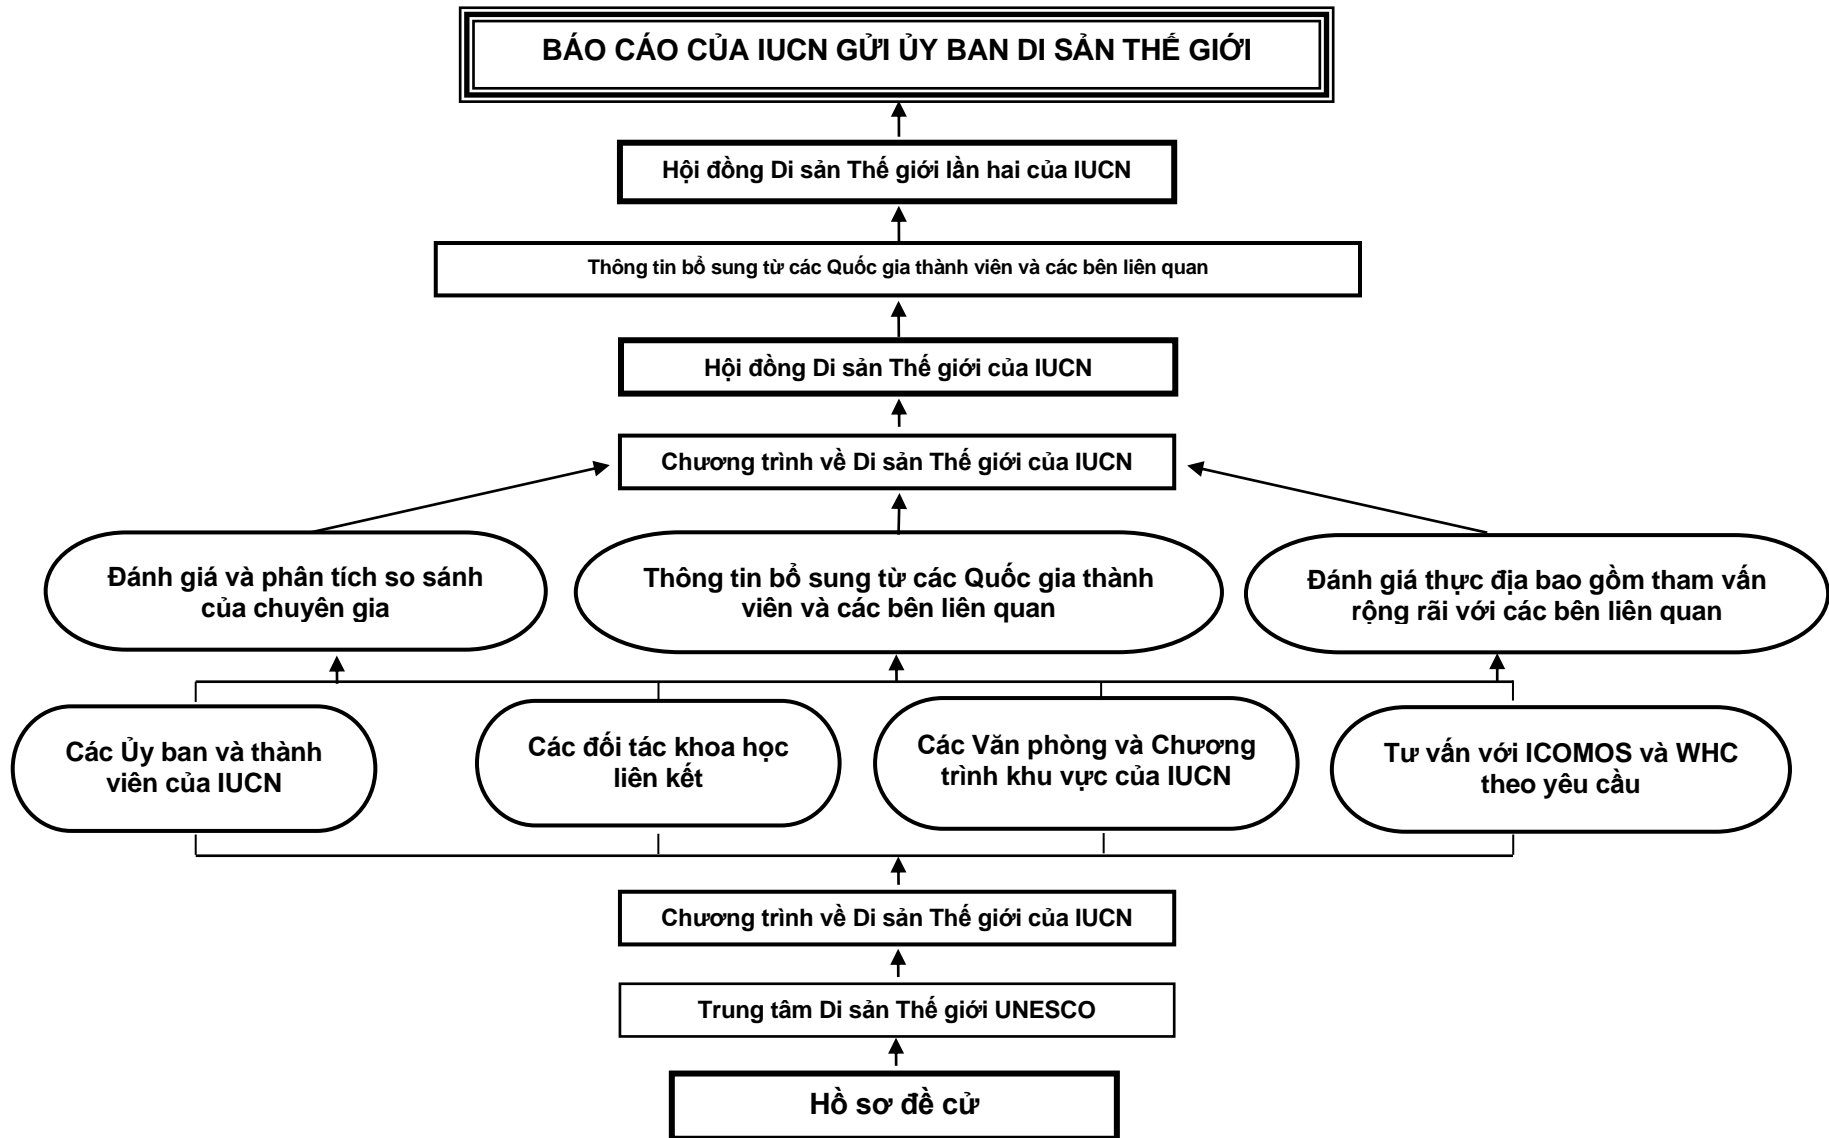 BÁO CÁO CỦA IUCN GỬI ỦY BAN DI SẢN THẾ GIỚI
Hội đồng Di sản Thế giới lần hai của IUCN
Thông tin bổ sung từ các Quốc gia thành viên và các bên liên quan
Hội đồng Di sản Thế giới của IUCN
Chương trình về Di sản Thế giới của IUCN
Đánh giá và phân tích so sánh
của chuyên gia
Thông tin bổ sung từ các Quốc gia thành
viên và các bên liên quan
Đánh giá thực địa bao gồm tham vấn
rộng rãi với các bên liên quan
Các Ủy ban và thành
viên của IUCN
Các đối tác khoa học
liên kết
Các Văn phòng và Chương
trình khu vực của IUCN
Tư vấn với ICOMOS và WHC
theo yêu cầu
Chương trình về Di sản Thế giới của IUCN
Trung tâm Di sản Thế giới UNESCO
Hồ sơ đề cử